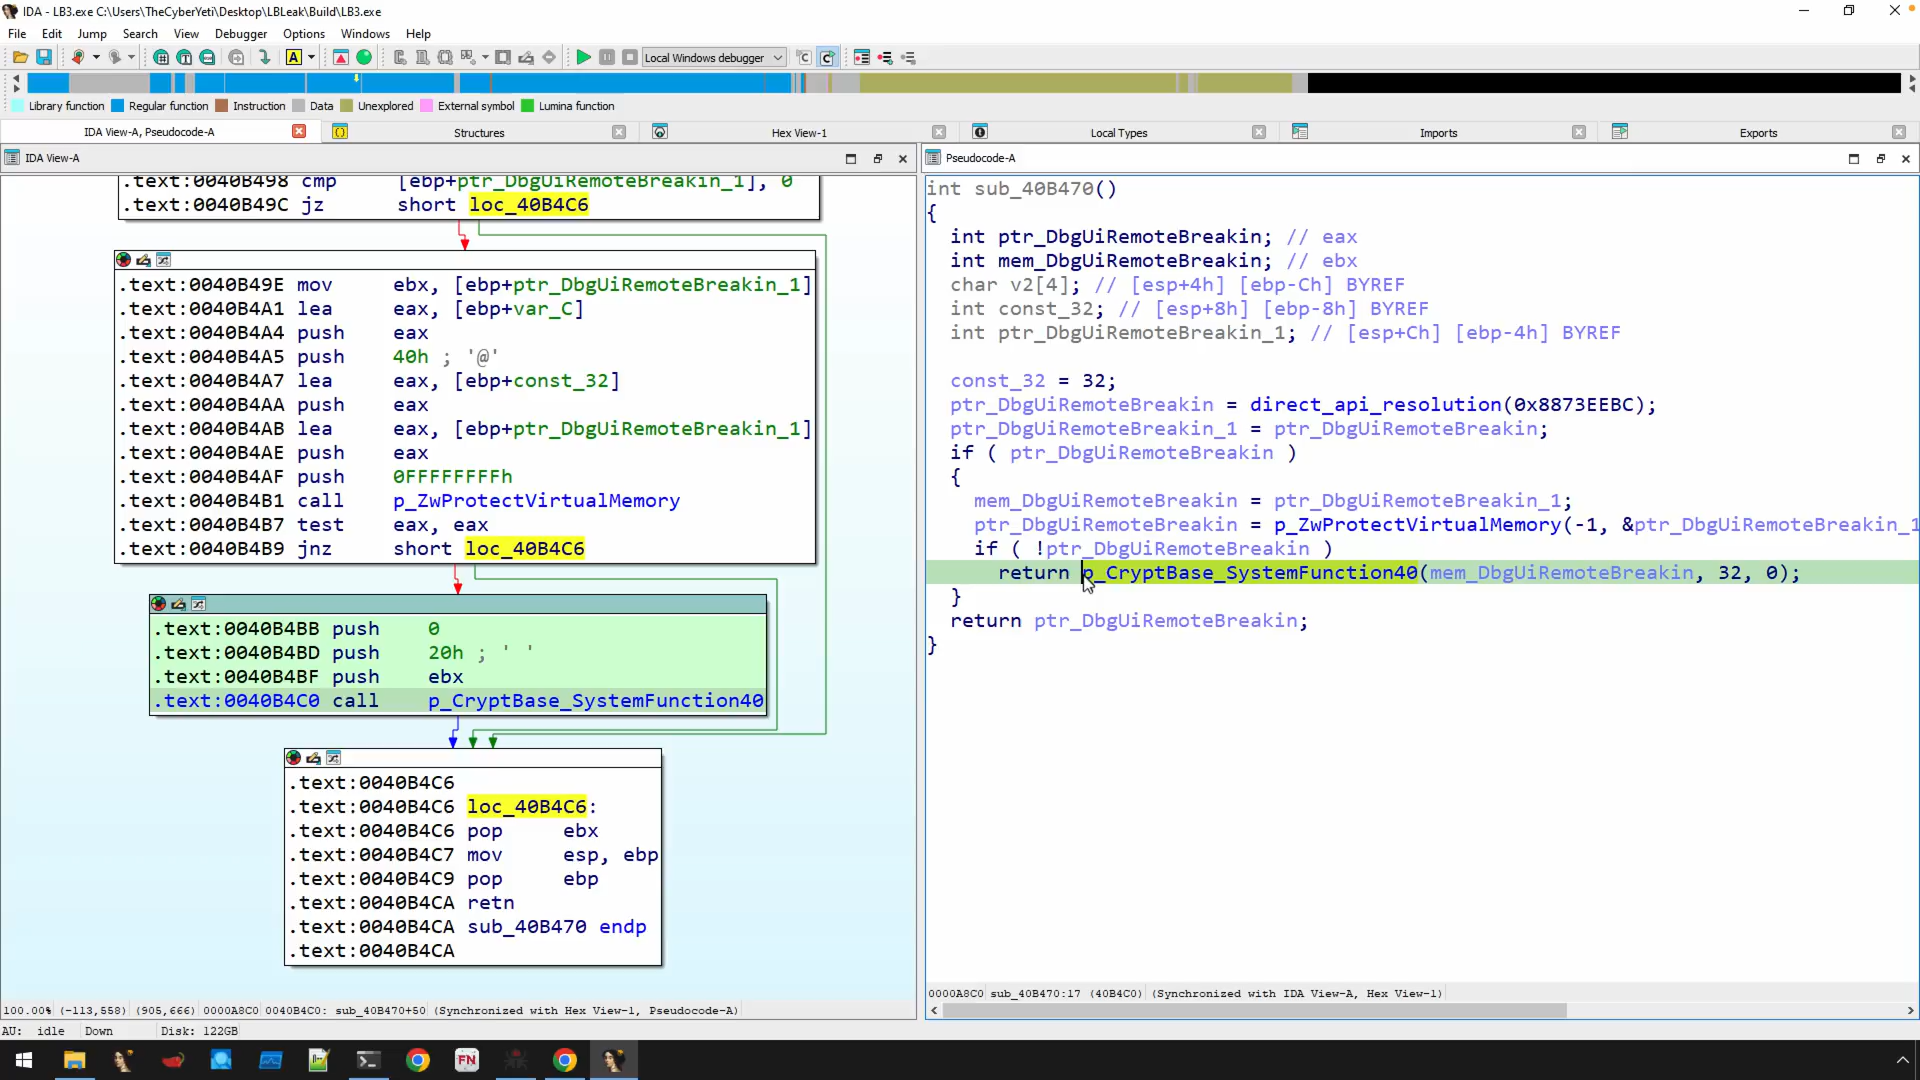 IDA - LB3.exe C:\Users\TheCyberYeti\Desktop\LBLeak\Build\LB3.exe
File Edit Jump Search View Debugger Options Windows Help
Local Windows debugger
Library function Regular function Instruction Data Unexplored External symbol Lumina function
IDA View-A, Pseudocode-A Structures Hex View-1 Local Types Imports Exports
IDA View-A
.text:0040B498 cmp [ebp+ptr_DbgUiRemoteBreakin_1], 0
.text:0040B49C jz short loc_40B4C6
.text:0040B49E mov ebx, [ebp+ptr_DbgUiRemoteBreakin_1]
.text:0040B4A1 lea eax, [ebp+var_C]
.text:0040B4A4 push eax
.text:0040B4A5 push 40h ; '@'
.text:0040B4A7 lea eax, [ebp+const_32]
.text:0040B4AA push eax
.text:0040B4AB lea eax, [ebp+ptr_DbgUiRemoteBreakin_1]
.text:0040B4AE push eax
.text:0040B4AF push 0FFFFFFFFh
.text:0040B4B1 call p_ZwProtectVirtualMemory
.text:0040B4B7 test eax, eax
.text:0040B4B9 jnz short loc_40B4C6
.text:0040B4BB push 0
.text:0040B4BD push 20h ; ' '
.text:0040B4BF push ebx
.text:0040B4C0 call p_CryptBase_SystemFunction40
.text:0040B4C6
.text:0040B4C6 loc_40B4C6:
.text:0040B4C6 pop ebx
.text:0040B4C7 mov esp, ebp
.text:0040B4C9 pop ebp
.text:0040B4CA retn
.text:0040B4CA sub_40B470 endp
.text:0040B4CA
100.00% (-113,558) (905,666) 0000A8C0 0040B4C0: sub_40B470+50 (Synchronized with Hex View-1, Pseudocode-A)
Pseudocode-A
int sub_40B470()
{
int ptr_DbgUiRemoteBreakin; // eax
int mem_DbgUiRemoteBreakin; // ebx
char v2[4]; // [esp+4h] [ebp-Ch] BYREF
int const_32; // [esp+8h] [ebp-8h] BYREF
int ptr_DbgUiRemoteBreakin_1; // [esp+Ch] [ebp-4h] BYREF
const_32 = 32;
ptr_DbgUiRemoteBreakin = direct_api_resolution(0x8873EEBC);
ptr_DbgUiRemoteBreakin_1 = ptr_DbgUiRemoteBreakin;
if ( ptr_DbgUiRemoteBreakin )
{
mem_DbgUiRemoteBreakin = ptr_DbgUiRemoteBreakin_1;
ptr_DbgUiRemoteBreakin = p_ZwProtectVirtualMemory(-1, &ptr_DbgUiRemoteBreakin_1
if ( !ptr_DbgUiRemoteBreakin )
return p_CryptBase_SystemFunction40(mem_DbgUiRemoteBreakin, 32, 0);
}
return ptr_DbgUiRemoteBreakin;
}
0000A8C0 sub_40B470:17 (40B4C0) (Synchronized with IDA View-A, Hex View-1)
AU: idle Down Disk: 122GB
FN